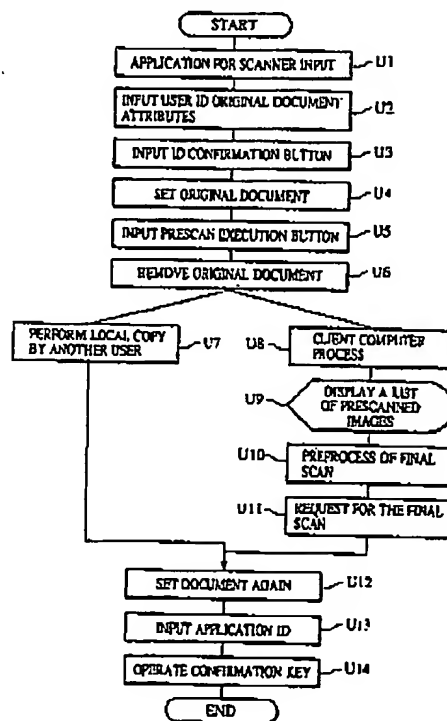 START
APPLICATION FOR SCANNER INPUT
U1
INPUT USER ID ORIGINAL DOCUMENT
ATTRIBUTES
U2
INPUT ID CONFIRMATION BUTTON
U3
SET ORIGINAL DOCUMENT
U4
INPUT PRESCAN EXECUTION BUTTON
U5
REMOVE ORIGINAL DOCUMENT
U6
PERFORM LOCAL COPY
BY ANOTHER USER
U7
U8
CLIENT COMPUTER
PROCESS
U9
DISPLAY A LIST
OF PRESCANNED
IMAGES
U10
PREPROCESS OF FINAL
SCAN
U11
REQUEST FOR THE FINAL
SCAN
SET DOCUMENT AGAIN
U12
INPUT APPLICATION ID
U13
OPERATE CONFIRMATION KEY
U14
END